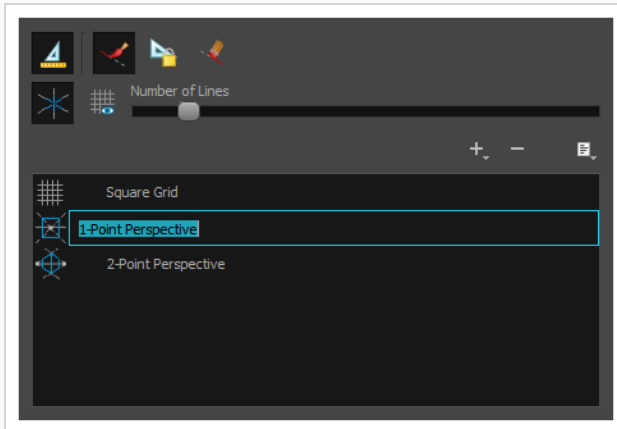 Number of Lines
Square Grid
1-Point Perspective
2-Point Perspective